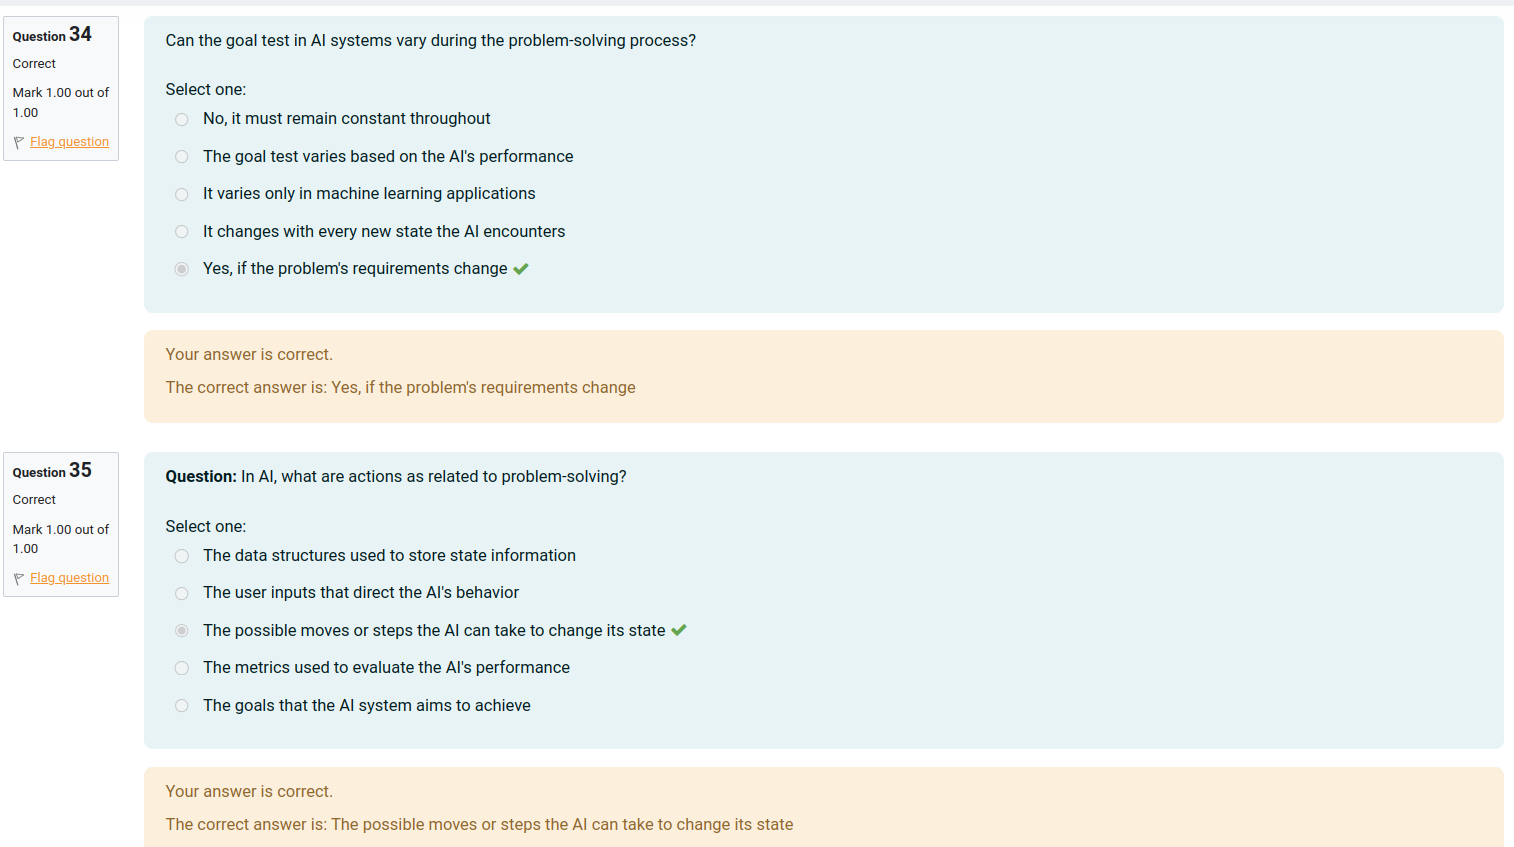 Question 34
Correct
Mark 1.00 out of
1.00
Flag question
Can the goal test in AI systems vary during the problem-solving process?
Select one:
No, it must remain constant throughout
The goal test varies based on the AI's performance
It varies only in machine learning applications
It changes with every new state the AI encounters
Yes, if the problem's requirements change
Your answer is correct.
The correct answer is: Yes, if the problem's requirements change
Question 35
Correct
Mark 1.00 out of
1.00
Flag question
Question: In AI, what are actions as related to problem-solving?
Select one:
The data structures used to store state information
The user inputs that direct the AI's behavior
The possible moves or steps the AI can take to change its state
The metrics used to evaluate the AI's performance
The goals that the AI system aims to achieve
Your answer is correct.
The correct answer is: The possible moves or steps the AI can take to change its state